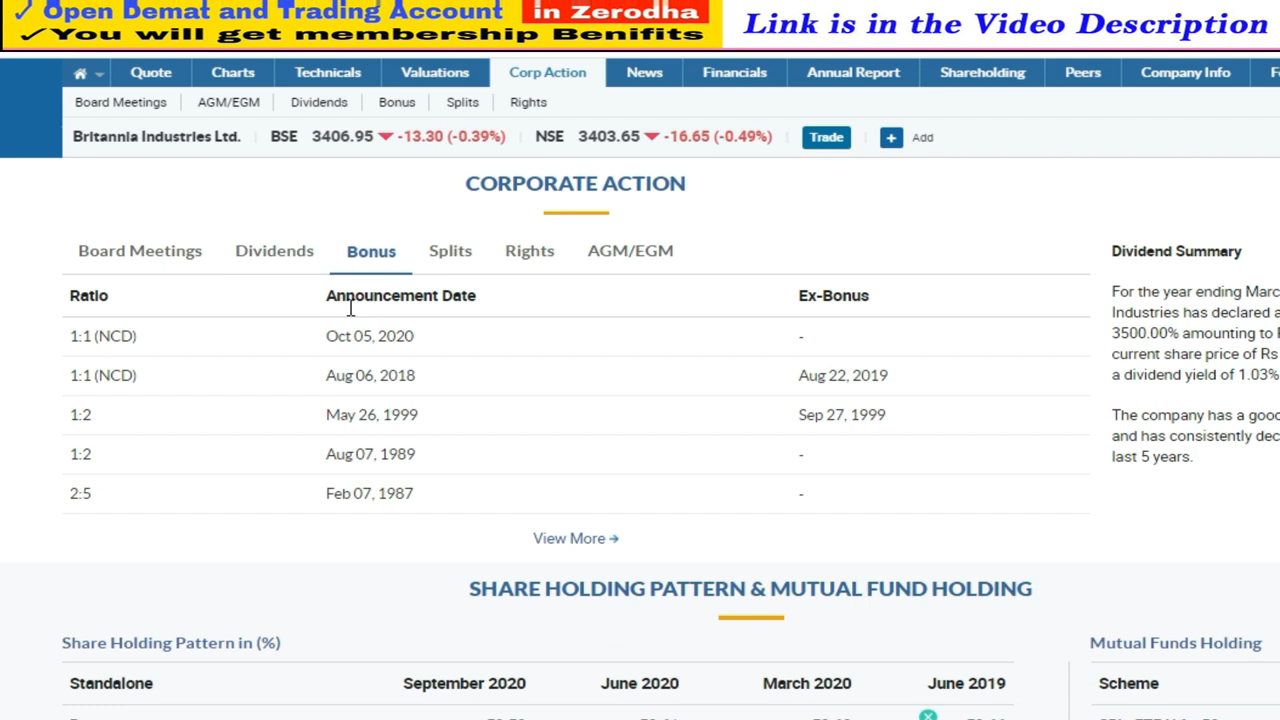 ✓ Open Demat and Trading Account in Zerodha
✓You will get membership Benifits
Link is in the Video Description
Quote Charts Technicals Valuations Corp Action News Financials Annual Report Shareholding Peers Company Info
Board Meetings AGM/EGM Dividends Bonus Splits Rights
Britannia Industries Ltd. BSE 3406.95 -13.30 (-0.39%) NSE 3403.65 -16.65 (-0.49%) Trade + Add
CORPORATE ACTION
Board Meetings Dividends Bonus Splits Rights AGM/EGM
Ratio Announcement Date Ex-Bonus
1:1 (NCD) Oct 05, 2020 -
1:1 (NCD) Aug 06, 2018 Aug 22, 2019
1:2 May 26, 1999 Sep 27, 1999
1:2 Aug 07, 1989 -
2:5 Feb 07, 1987 -
View More →
Dividend Summary
For the year ending Marc
Industries has declared a
3500.00% amounting to
current share price of Rs
a dividend yield of 1.03%
The company has a good
and has consistently dec
last 5 years.
SHARE HOLDING PATTERN & MUTUAL FUND HOLDING
Share Holding Pattern in (%)
Standalone September 2020 June 2020 March 2020 June 2019
Mutual Funds Holding
Scheme